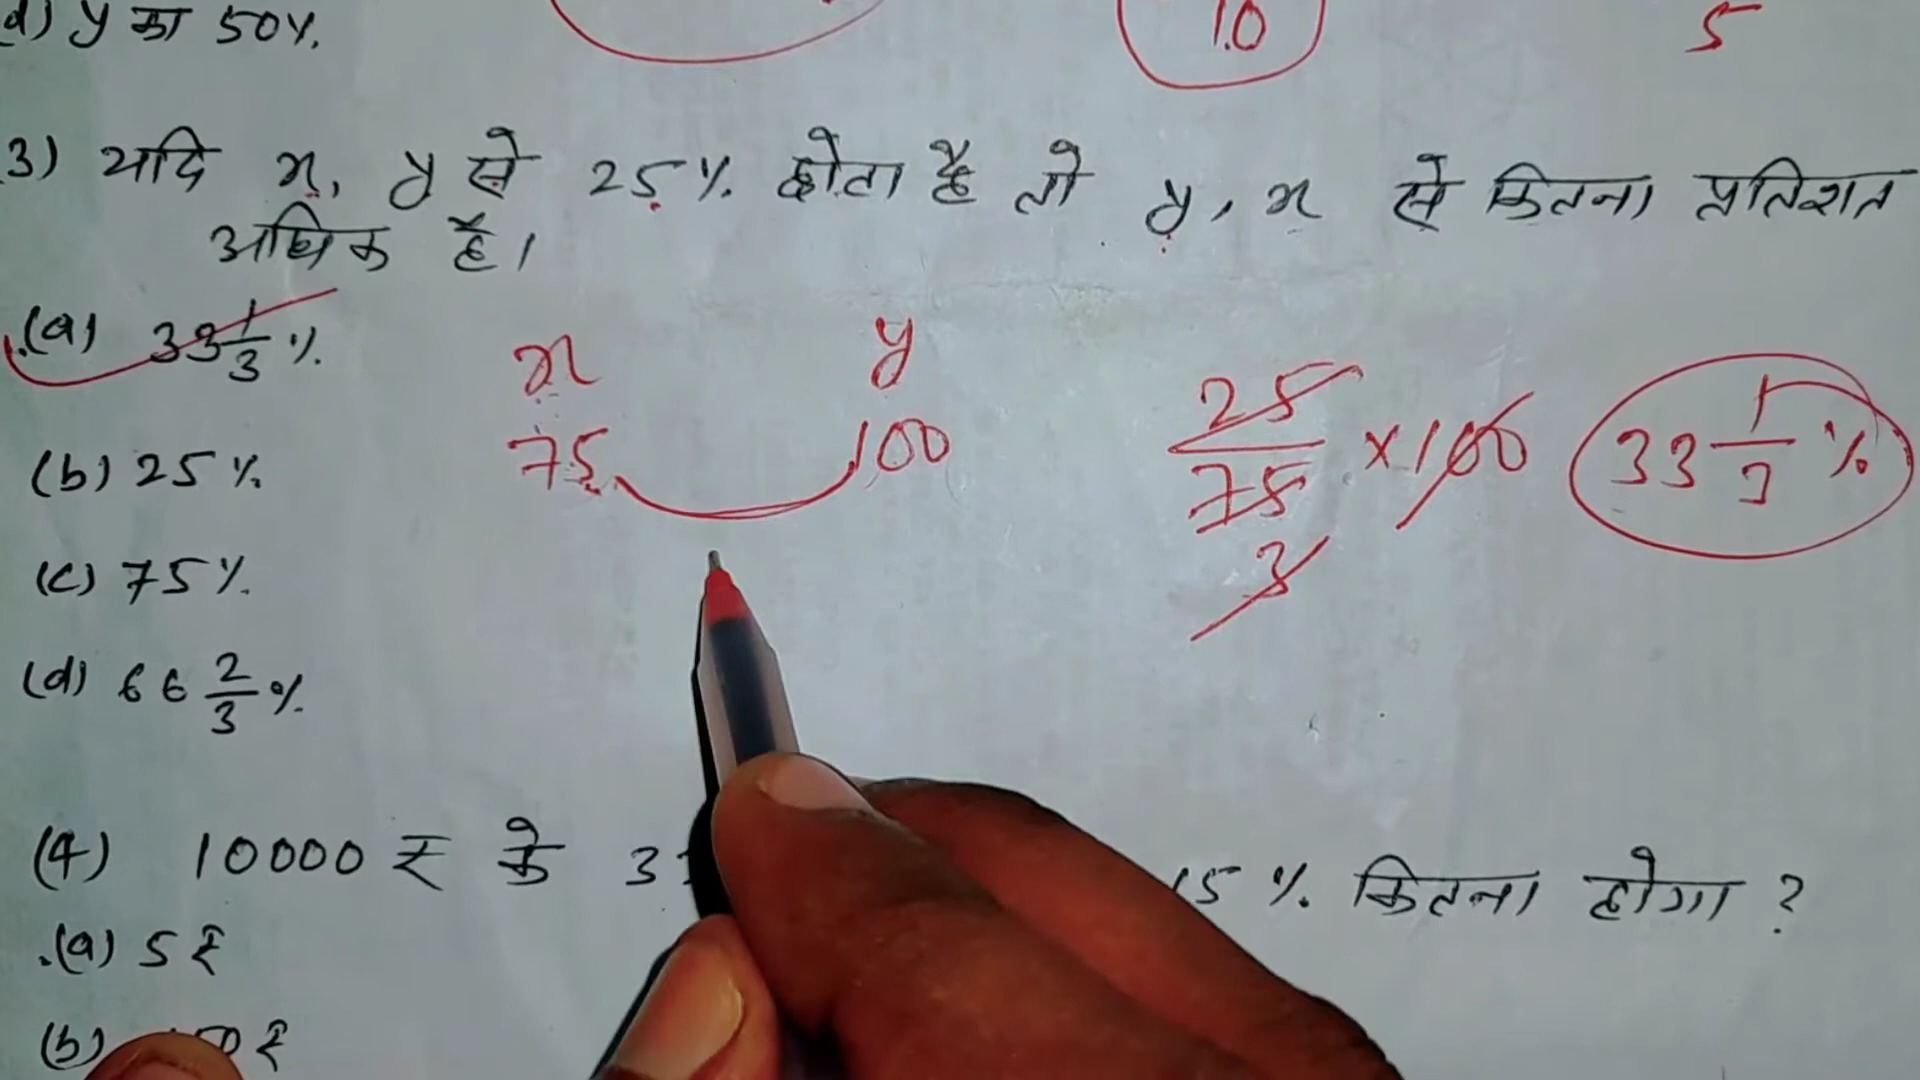 (d) y का 50%.
10
5
3) यदि x, y से 25% होता है तो y, x से कितना प्रतिशत
अधिक है।
(a) 33 1/3 %
x y
75 100
25/75 × 100 33 1/3 %
3
(b) 25%
(c) 75%
(d) 66 2/3 %
(4) 10000 ₹ के 15% कितना होगा ?
(a) 5 ₹
(b) ₹